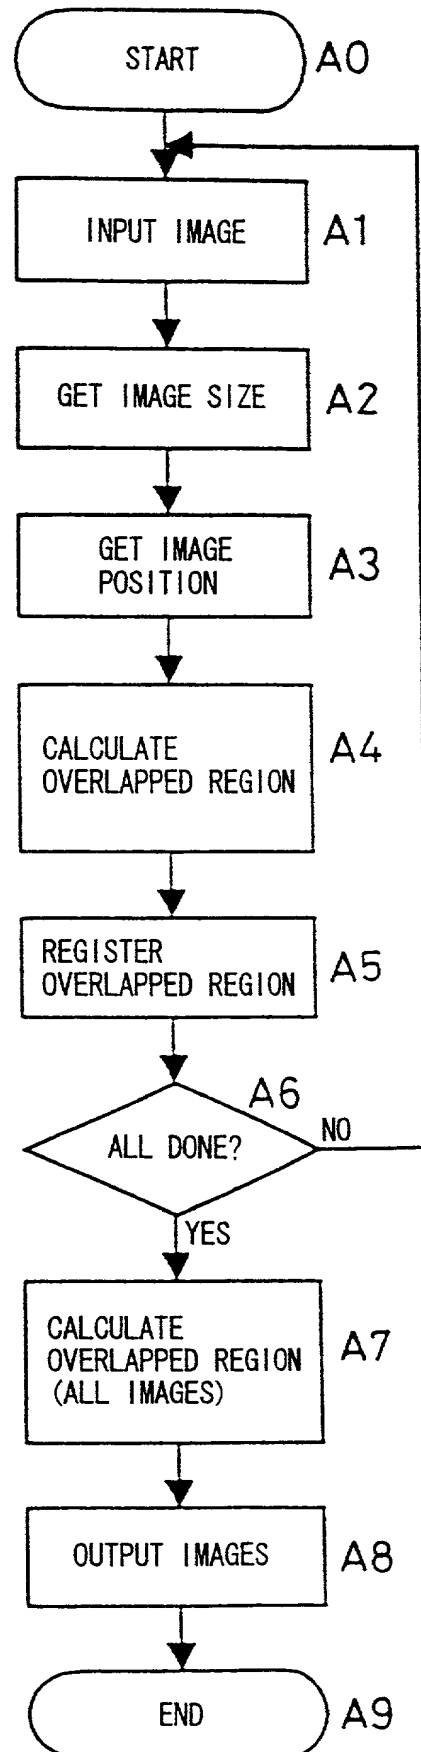 START A0
INPUT IMAGE A1
GET IMAGE SIZE A2
GET IMAGE A3
POSITION
CALCULATE A4
OVERLAPPED REGION
REGISTER A5
OVERLAPPED REGION
A6
ALL DONE? NO
YES
CALCULATE
OVERLAPPED REGION A7
(ALL IMAGES)
OUTPUT IMAGES A8
END A9